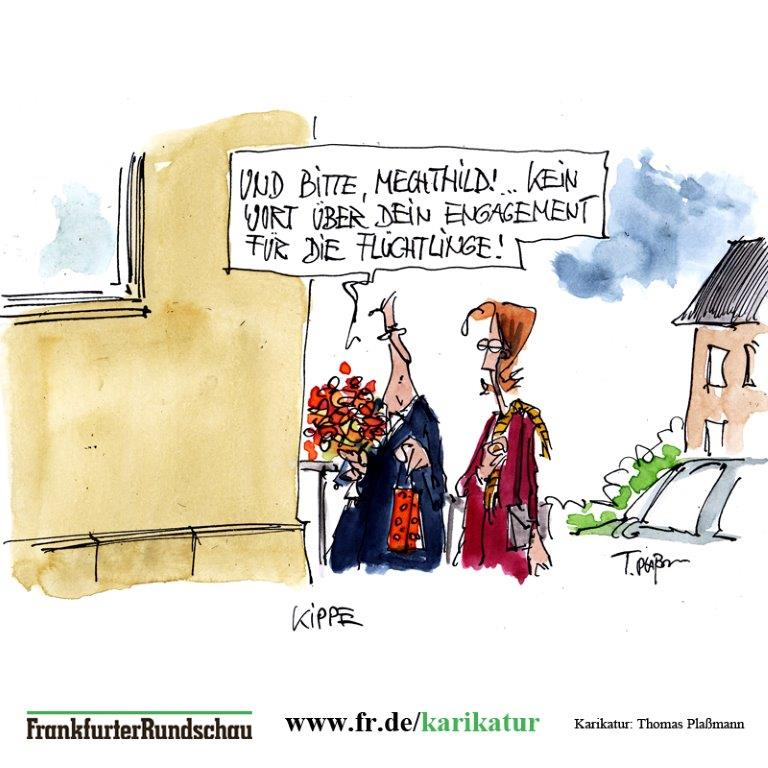 UND BITTE, MECHTHILD!.. KEIN
WORT ÜBER DEIN ENGAGEMENT
FÜR DIE FLÜCHTLINGE!
T. Plaßm
KIPPE
FrankfurterRundschau
www.fr.de/karikatur
Karikatur: Thomas Plaßmann